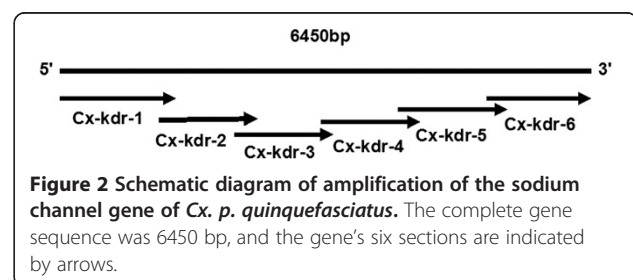 6450bp
5' 3'
Cx-kdr-1
Cx-kdr-2
Cx-kdr-3
Cx-kdr-4
Cx-kdr-5
Cx-kdr-6
Figure 2 Schematic diagram of amplification of the sodium
channel gene of Cx. p. quinquefasciatus. The complete gene
sequence was 6450 bp, and the gene's six sections are indicated
by arrows.